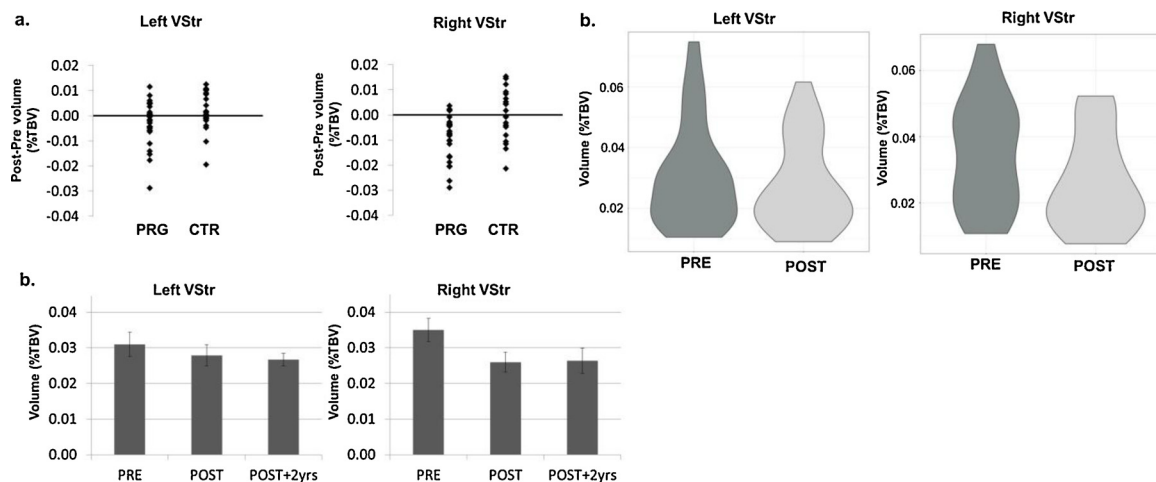 a.
Left VStr
Post-Pre volume
(%TBV)
0.02
0.01
0.00
-0.01
-0.02
-0.03
-0.04
PRG CTR
Right VStr
Post-Pre volume
(%TBV)
0.02
0.01
0.00
-0.01
-0.02
-0.03
-0.04
PRG CTR
b.
Left VStr
Volume (%TBV)
0.06
0.04
0.02
PRE POST
Right VStr
Volume (%TBV)
0.06
0.04
0.02
PRE POST
b.
Left VStr
Volume (%TBV)
0.04
0.03
0.02
0.01
0.00
PRE POST POST+2yrs
Right VStr
Volume (%TBV)
0.04
0.03
0.02
0.01
0.00
PRE POST POST+2yrs